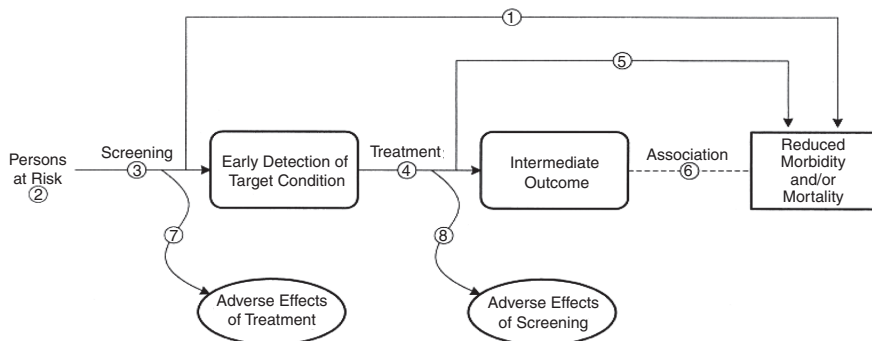 1
5
Persons
at Risk
2
Screening
3
Early Detection of
Target Condition
Treatment:
4
Intermediate
Outcome
Association
6
Reduced
Morbidity
and/or
Mortality
7
8
Adverse Effects
of Treatment
Adverse Effects
of Screening